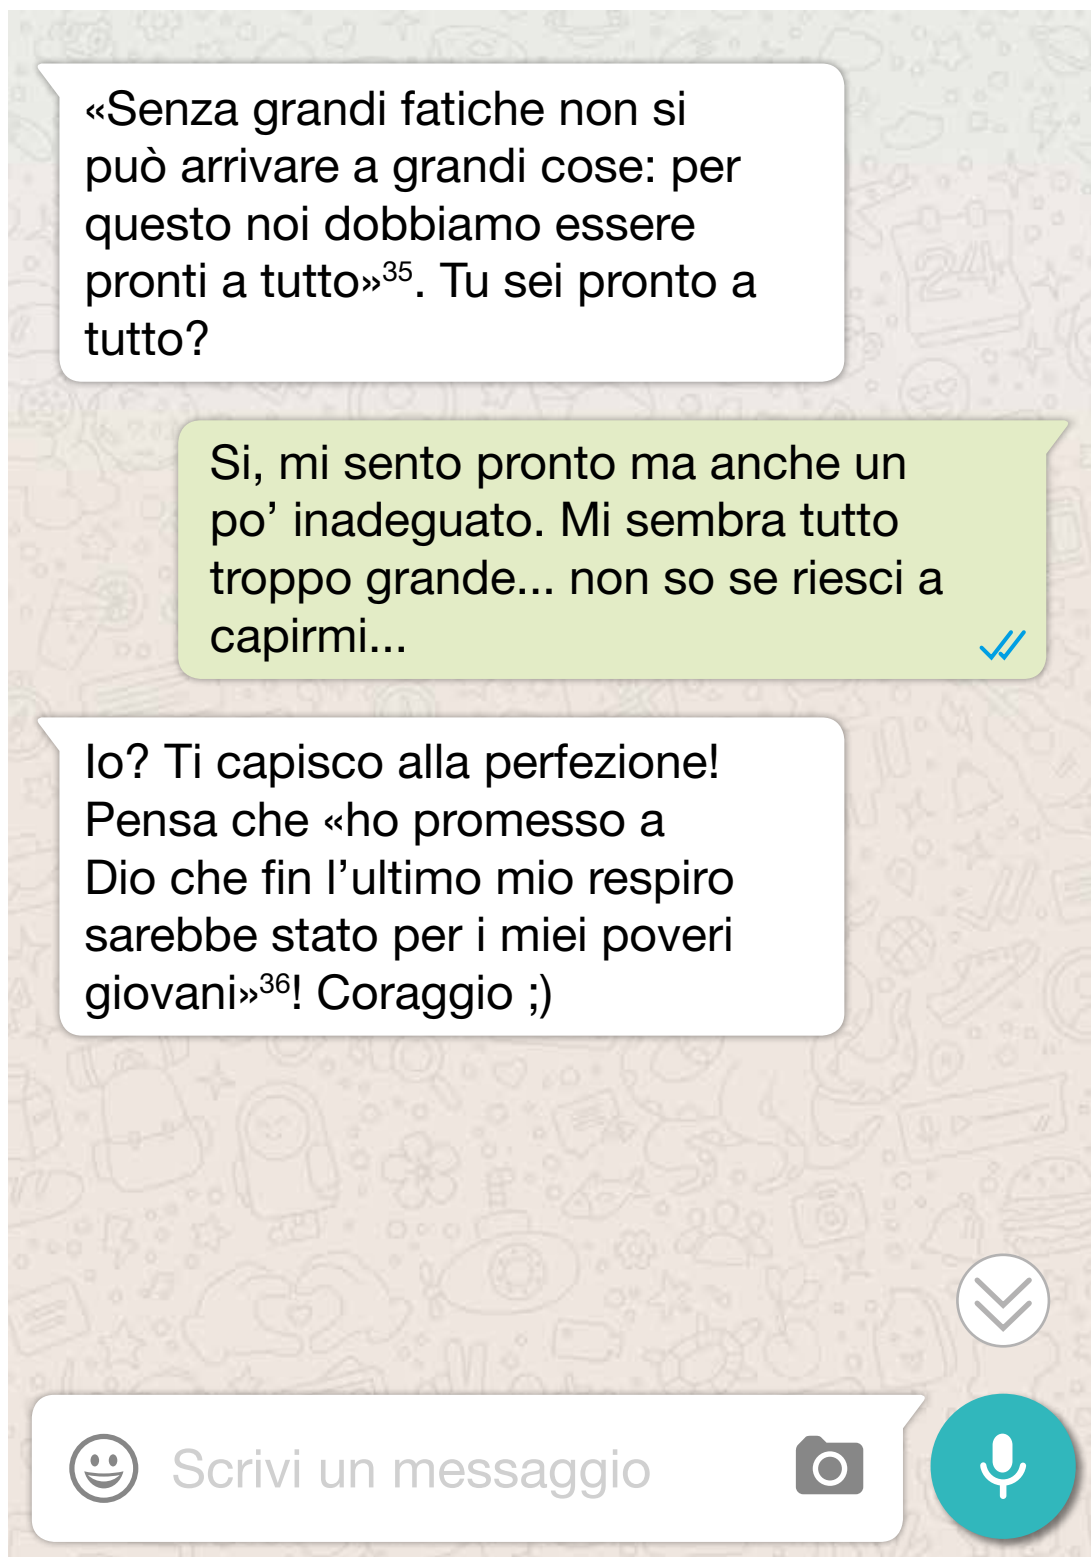 «Senza grandi fatiche non si
può arrivare a grandi cose: per
questo noi dobbiamo essere
pronti a tutto»³⁵. Tu sei pronto a
tutto?
Si, mi sento pronto ma anche un
po’ inadeguato. Mi sembra tutto
troppo grande... non so se riesci a
capirmi...
Io? Ti capisco alla perfezione!
Pensa che «ho promesso a
Dio che fin l’ultimo mio respiro
sarebbe stato per i miei poveri
giovani»³⁶! Coraggio ;)
Scrivi un messaggio